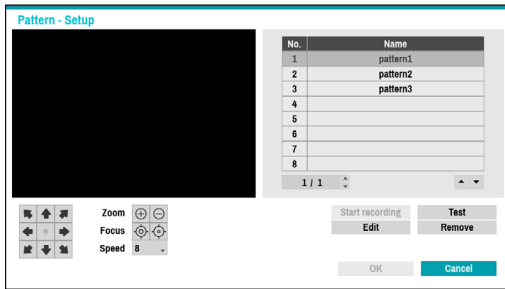 Pattern - Setup
No. Name
1 pattern1
2 pattern2
3 pattern3
4
5
6
7
8
1 / 1
Zoom
Focus
Speed 8
Start recording Test
Edit Remove
OK Cancel